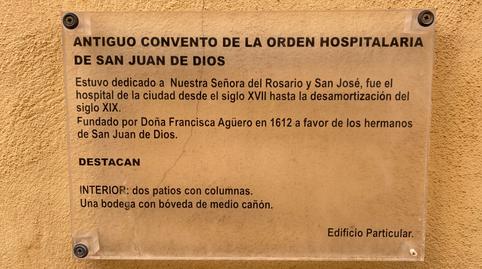 ANTIGUO CONVENTO DE LA ORDEN HOSPITALARIA
DE SAN JUAN DE DIOS
Estuvo dedicado a Nuestra Señora del Rosario y San José, fue el
hospital de la ciudad desde el siglo XVII hasta la desamortización del
siglo XIX.
Fundado por Doña Francisca Agüero en 1612 a favor de los hermanos
de San Juan de Dios.
DESTACAN
INTERIOR: dos patios con columnas.
Una bodega con bóveda de medio cañón.
Edificio Particular.